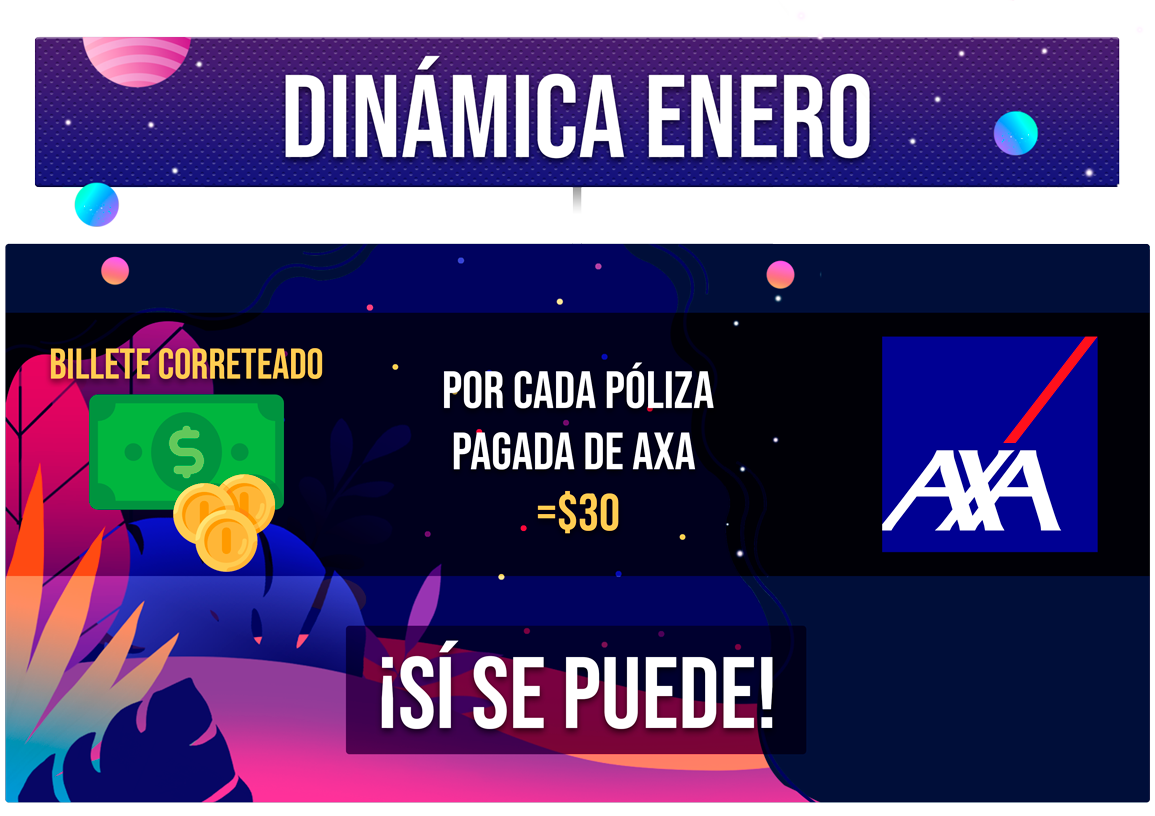 DINÁMICA ENERO
BILLETE CORRETEADO
POR CADA PÓLIZA
PAGADA DE AXA
=$30
$
AXA
¡SÍ SE PUEDE!